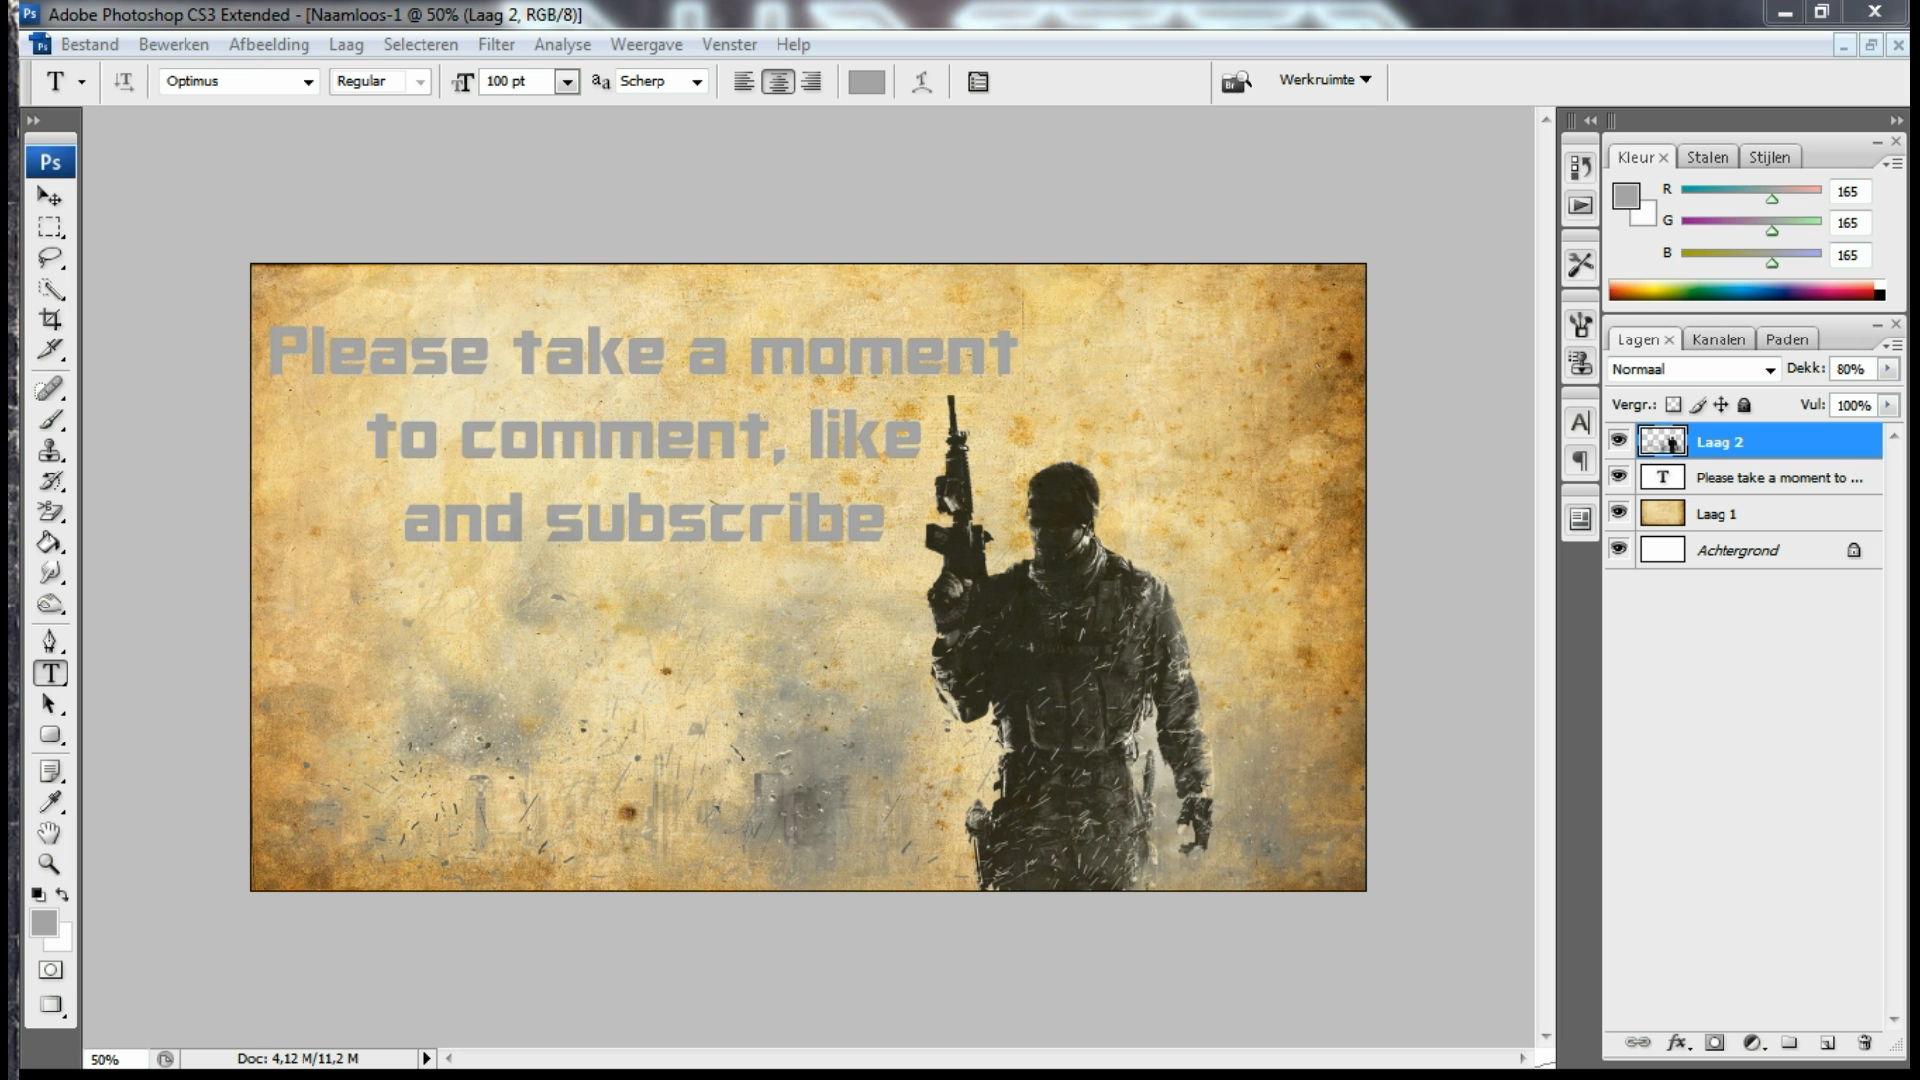 Adobe Photoshop CS3 Extended - [Naamloos-1 @ 50% (Laag 2, RGB/8)]
Bestand Bewerken Afbeelding Laag Selecteren Filter Analyse Weergave Venster Help
T Optimus Regular 100 pt aa Scherp Werkruimte
Ps
Kleur Stalen Stijlen
R 165
G 165
B 165
Lagen Kanalen Paden
Normaal Dekk: 80%
Vergr.: Vul: 100%
Laag 2
T Please take a moment to ...
Laag 1
Achtergrond
Please take a moment
to comment, like
and subscribe
50% Doc: 4,12 M/11,2 M